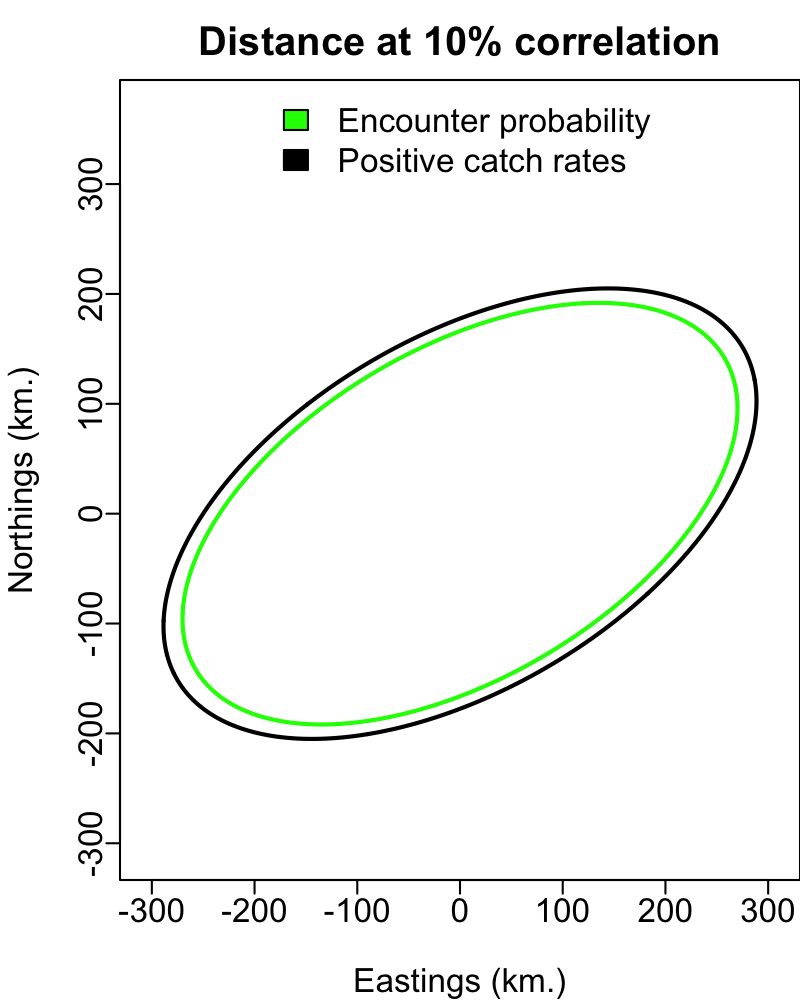 Distance at 10% correlation
Encounter probability
Positive catch rates
Northings (km.)
300
200
100
0
-100
-200
-300
-300 -200 -100 0 100 200 300
Eastings (km.)